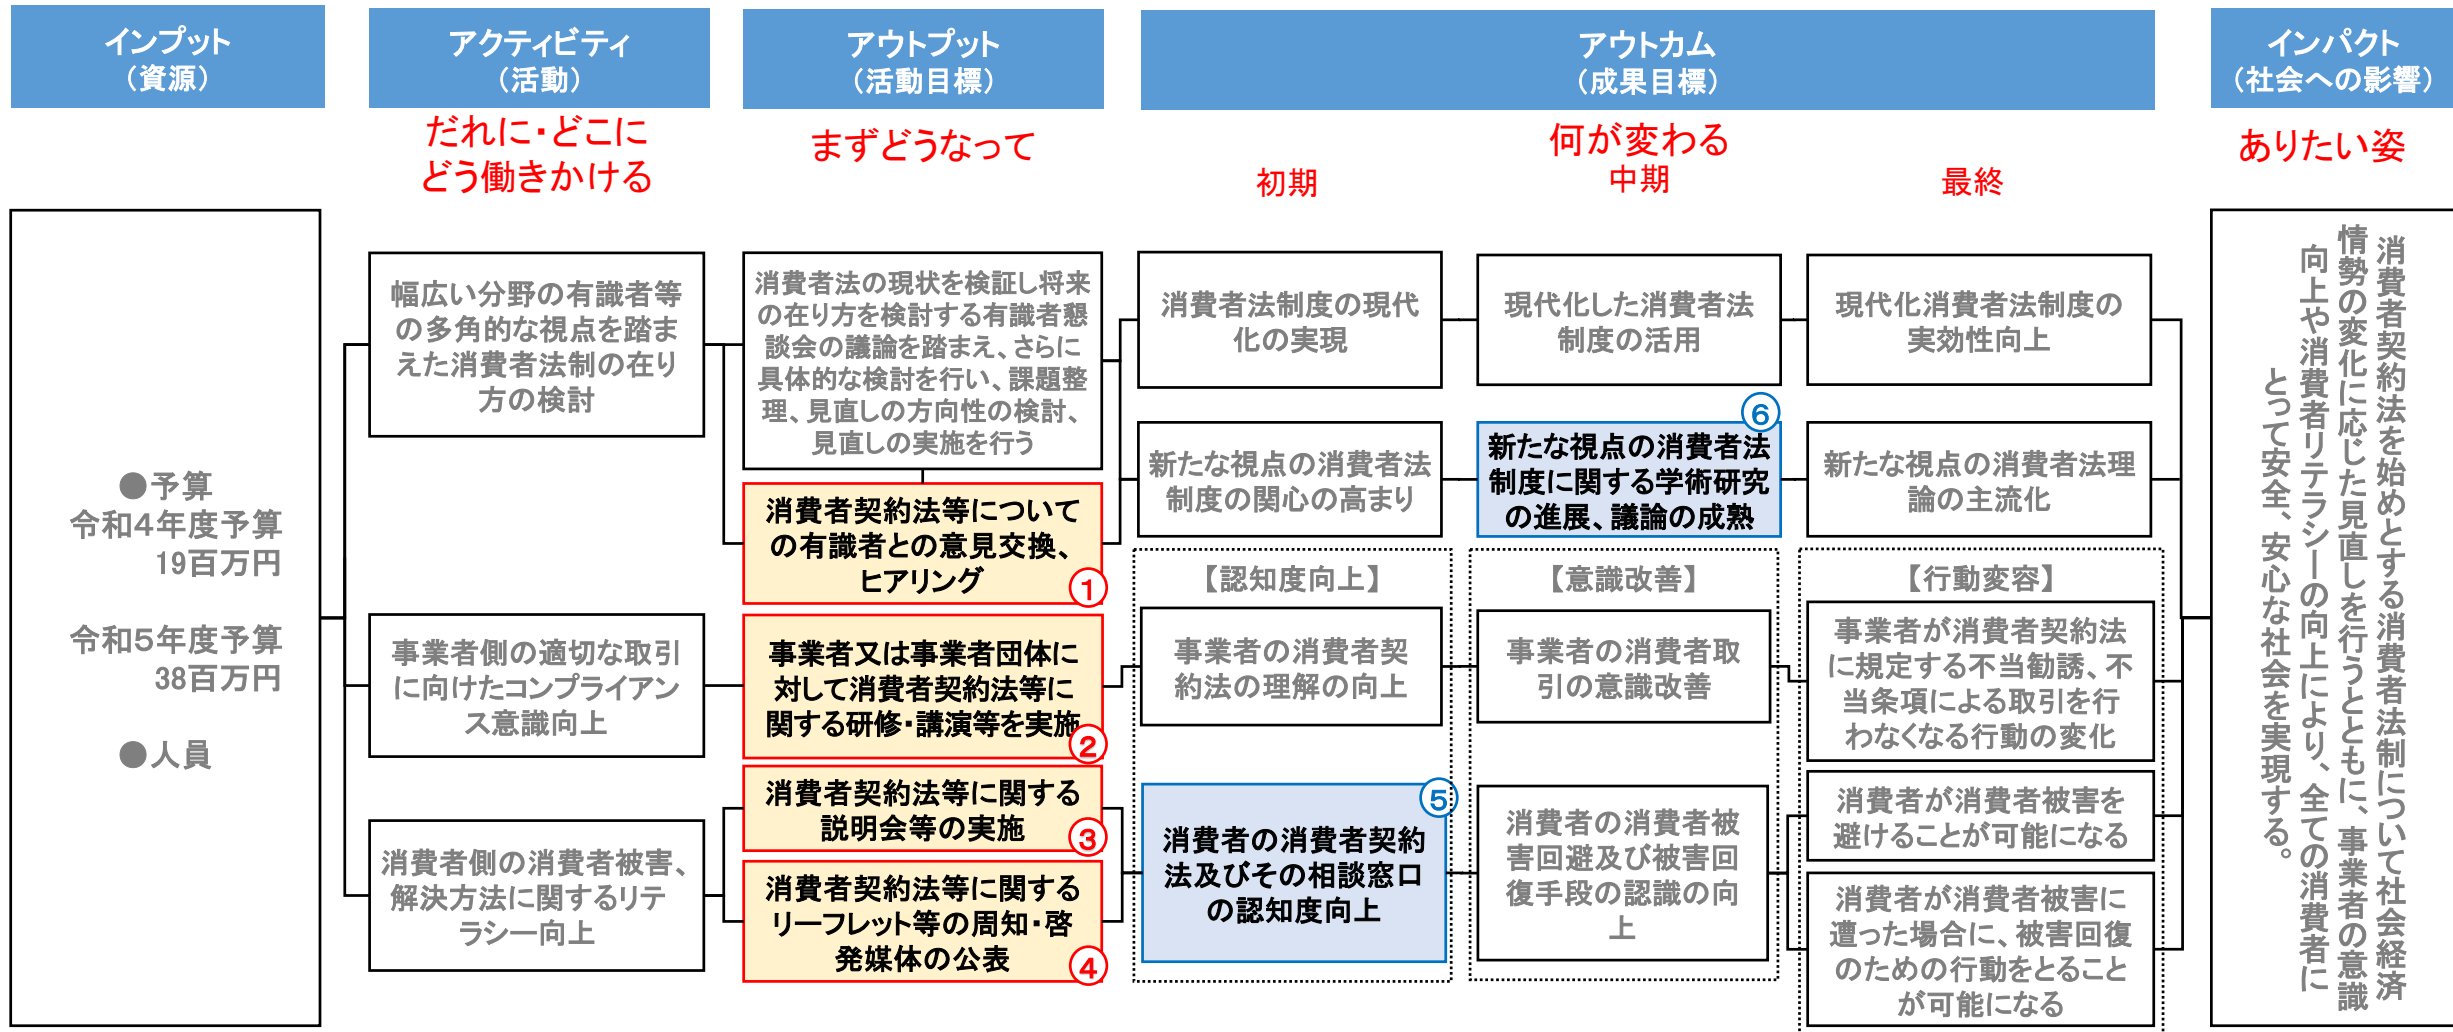 インプット
（資源）
アクティビティ
（活動）
アウトプット
（活動目標）
アウトカム
（成果目標）
インパクト
（社会への影響）
だれに・どこに
どう働きかける
まずどうなって
何が変わる
初期
中期
最終
ありたい姿
●予算
令和４年度予算
19百万円
令和５年度予算
38百万円
●人員
幅広い分野の有識者等
の多角的な視点を踏ま
えた消費者法制の在り
方の検討
事業者側の適切な取引
に向けたコンプライアン
ス意識向上
消費者側の消費者被害、
解決方法に関するリテ
ラシー向上
消費者法の現状を検証し将来
の在り方を検討する有識者懇
談会の議論を踏まえ、さらに
具体的な検討を行い、課題整
理、見直しの方向性の検討、
見直しの実施を行う
消費者契約法等について
の有識者との意見交換、
ヒアリング
①
事業者又は事業者団体に
対して消費者契約法等に
関する研修・講演等を実施
②
消費者契約法等に関する
説明会等の実施
③
消費者契約法等に関する
リーフレット等の周知・啓
発媒体の公表
④
消費者法制度の現代
化の実現
現代化した消費者法
制度の活用
現代化消費者法制度の
実効性向上
新たな視点の消費者法
制度の関心の高まり
⑥
新たな視点の消費者法
制度に関する学術研究
の進展、議論の成熟
新たな視点の消費者法理
論の主流化
【認知度向上】
事業者の消費者契
約法の理解の向上
⑤
消費者の消費者契約
法及びその相談窓口
の認知度向上
【意識改善】
事業者の消費者取
引の意識改善
消費者の消費者被
害回避及び被害回
復手段の認識の向
上
【行動変容】
事業者が消費者契約法
に規定する不当勧誘、不
当条項による取引を行
わなくなる行動の変化
消費者が消費者被害を
避けることが可能になる
消費者が消費者被害に
遭った場合に、被害回復
のための行動をとること
が可能になる
消費者契約法を始めとする消費者法制について社会経済
情勢の変化に応じた見直しを行うとともに、事業者の意識
向上や消費者リテラシーの向上により、全ての消費者に
とって安全、安心な社会を実現する。